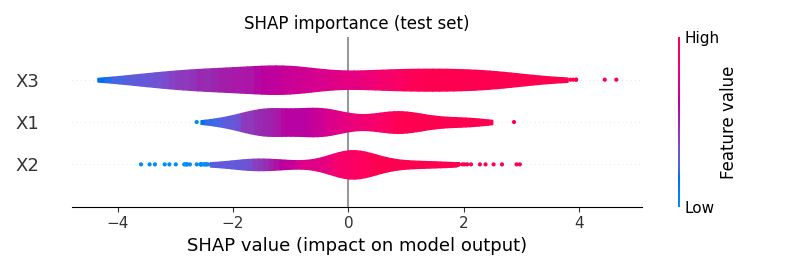 SHAP importance (test set)
High
X3
X1
X2
Feature value
Low
−4
−2
0
2
4
SHAP value (impact on model output)